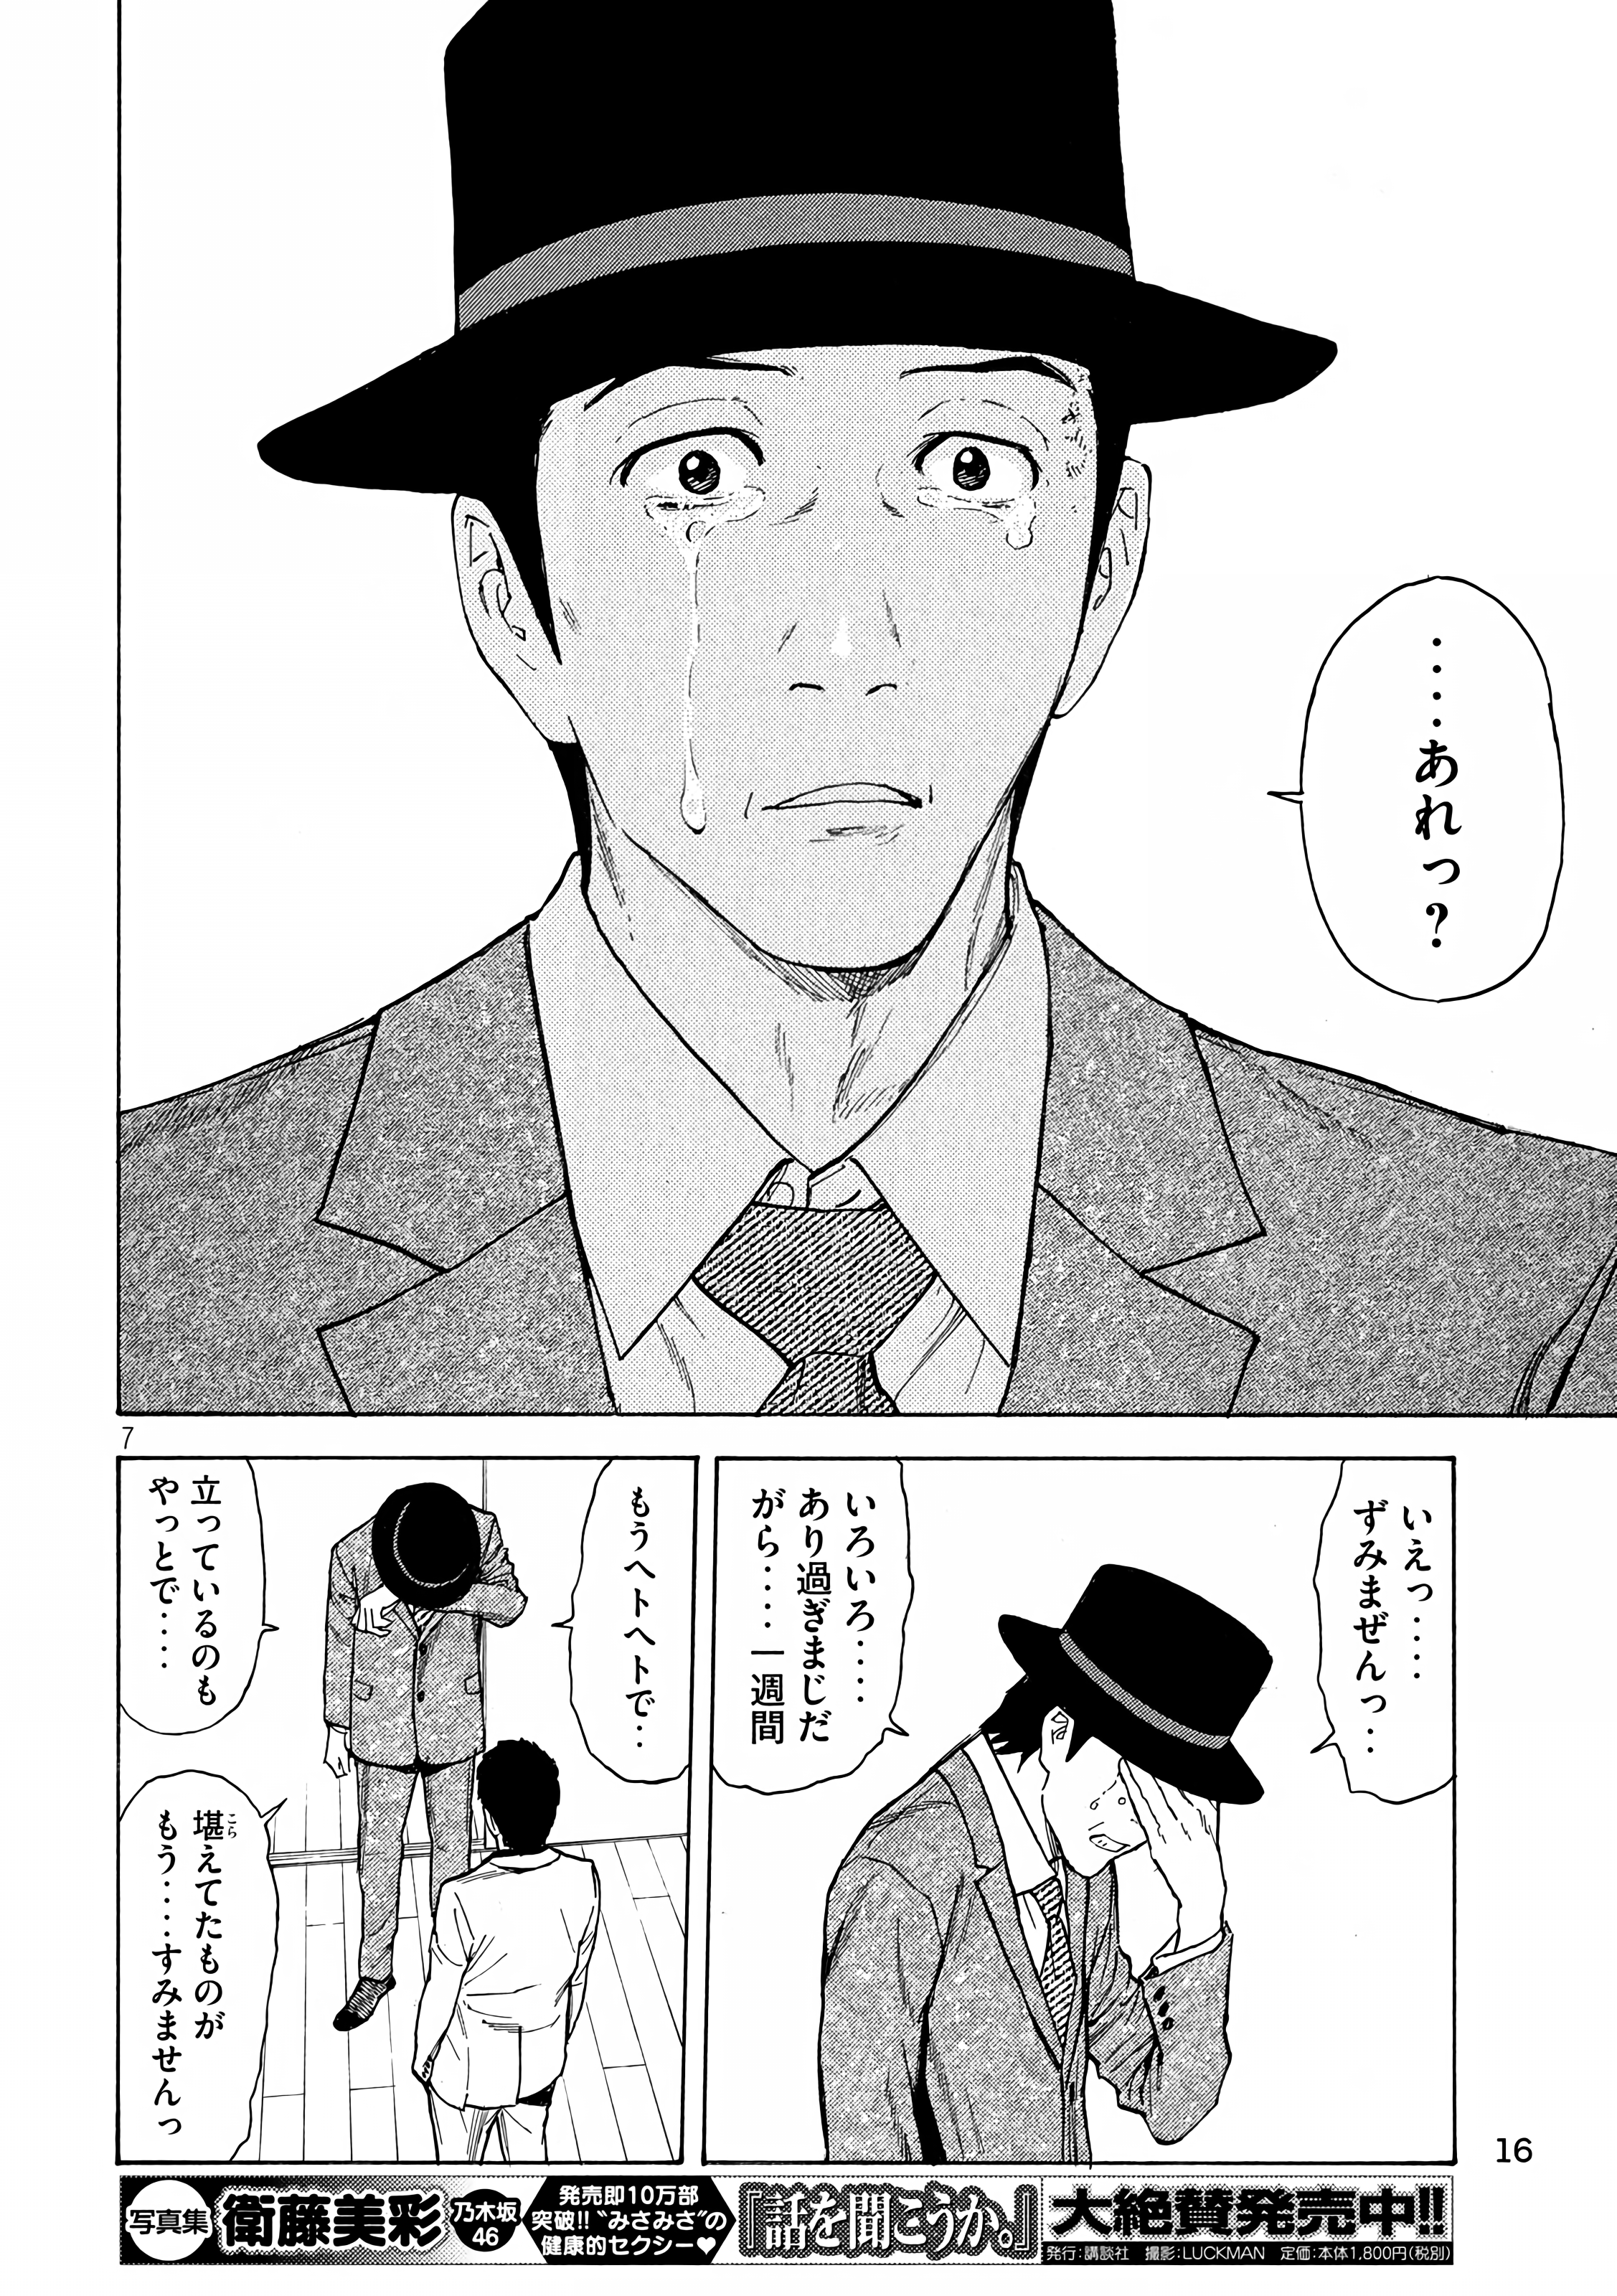 ‥‥あれっ?
いえっ‥‥
ずみまぜんっ‥
いろいろ‥‥
あり過ぎまじだ
がら‥‥一週間
もうヘトヘトで‥
立っているのも
やっとで‥‥
堪えてたものが
こら
もう‥‥すみませんっ
7
16
写真集
衛藤美彩
乃木坂
46
発売即10万部
突破!!〝みさみさ〟の
健康的セクシー♥
『話を聞こうか。』
大絶賛発売中!!
発行:講談社 撮影:LUCKMAN 定価:本体1,800円(税別)